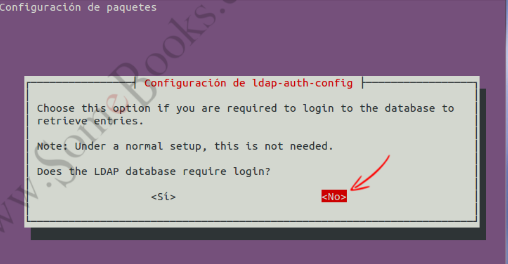 Configuración de paquetes
Configuración de ldap-auth-config
Choose this option if you are required to login to the database to
retrieve entries.
Note: Under a normal setup, this is not needed.
Does the LDAP database require login?
<Sí> <No>
www.SomeBooks.